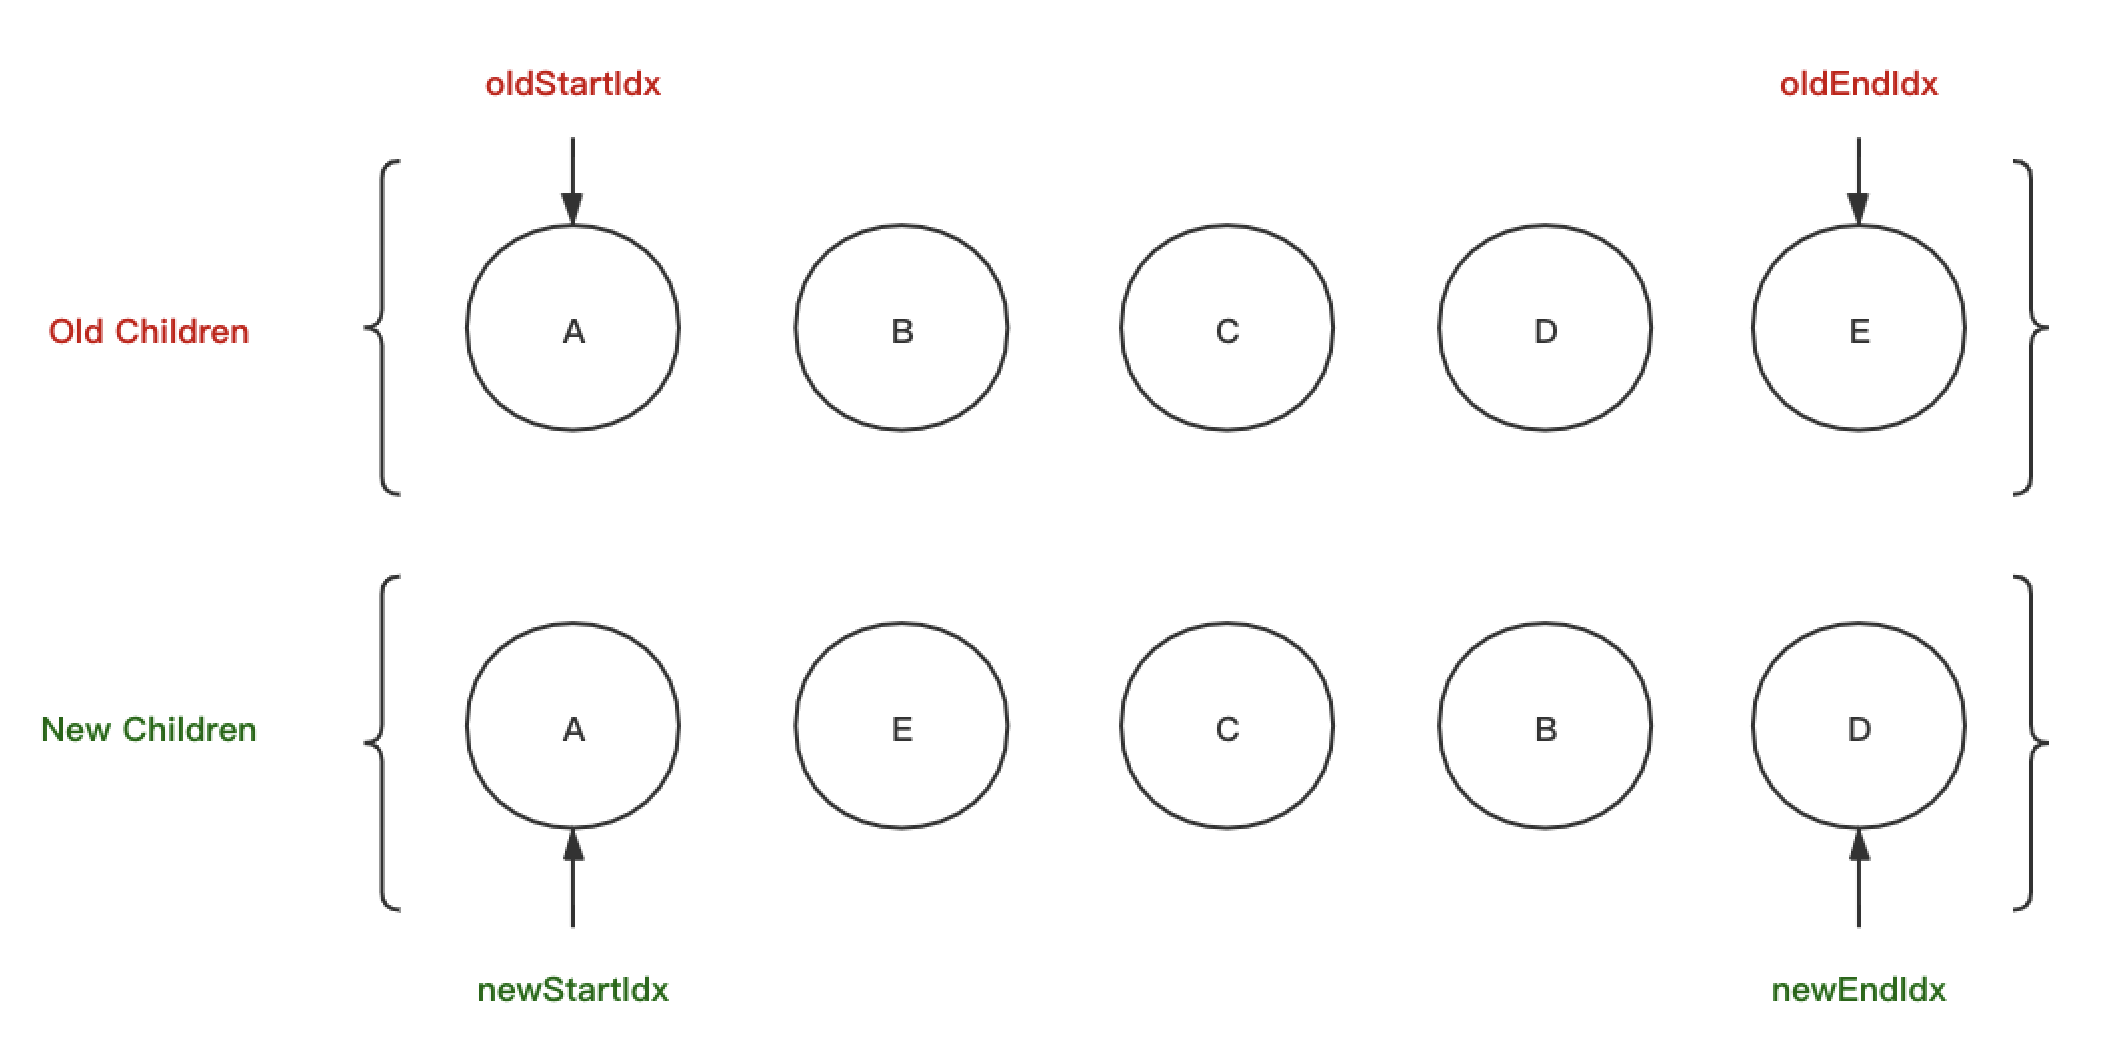 oldStartIdx oldEndIdx
Old Children A B C D E
New Children A E C B D
newStartIdx newEndIdx